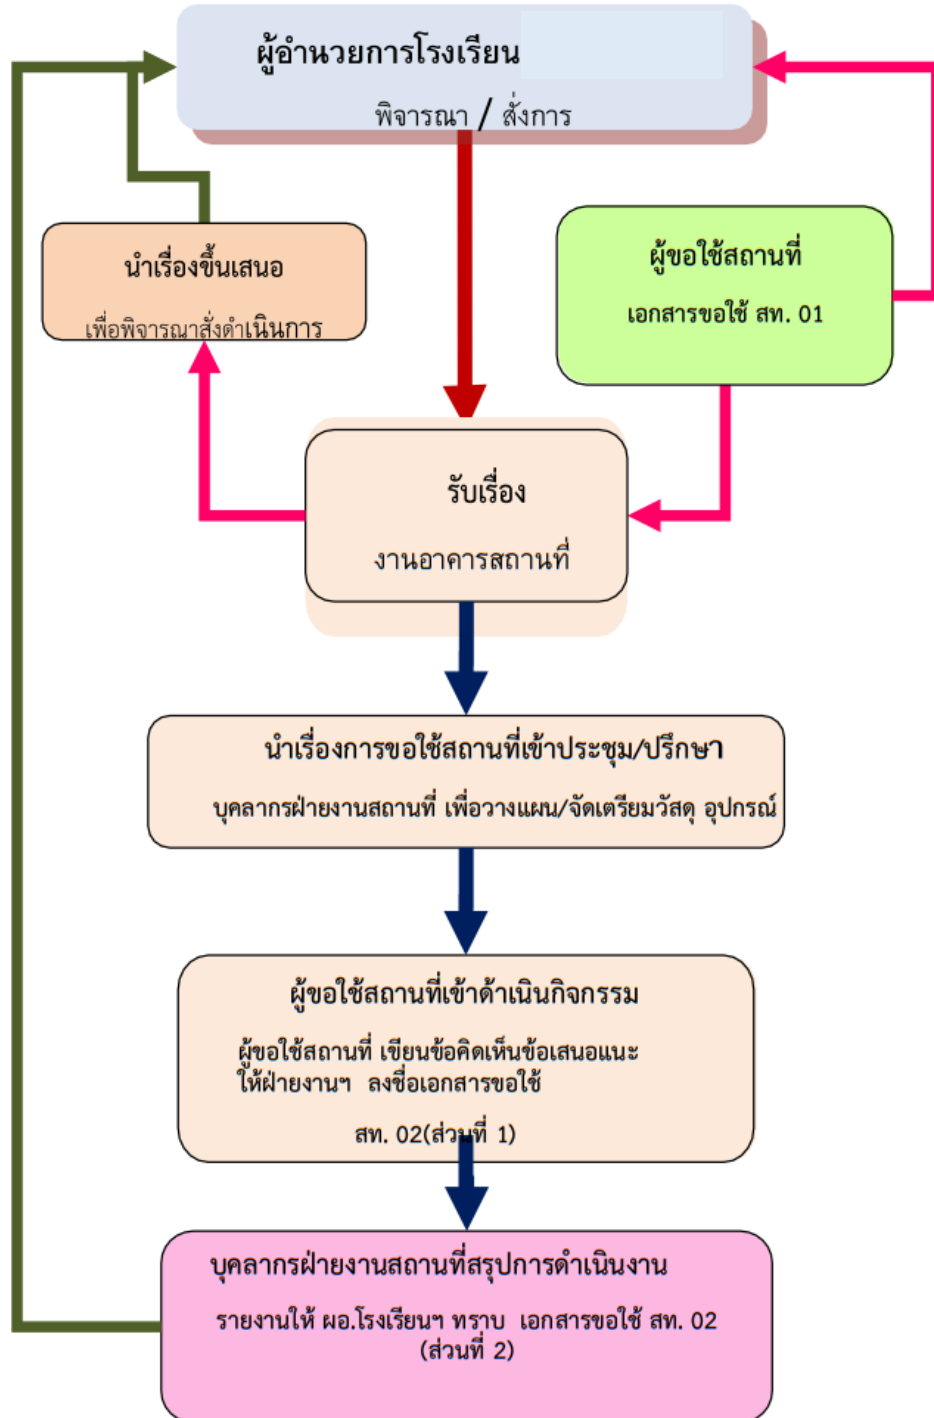 ผู้อำนวยการโรงเรียน
พิจารณา / สั่งการ
นำเรื่องขึ้นเสนอ
เพื่อพิจารณาสั่งดำเนินการ
ผู้ขอใช้สถานที่
เอกสารขอใช้ สท. 01
รับเรื่อง
งานอาคารสถานที่
นำเรื่องการขอใช้สถานที่เข้าประชุม/ปรึกษา
บุคลากรฝ่ายงานสถานที่ เพื่อวางแผน/จัดเตรียมวัสดุ อุปกรณ์
ผู้ขอใช้สถานที่เข้าดำเนินกิจกรรม
ผู้ขอใช้สถานที่ เขียนข้อคิดเห็นข้อเสนอแนะ
ให้ฝ่ายงานฯ ลงชื่อเอกสารขอใช้
สท. 02(ส่วนที่ 1)
บุคลากรฝ่ายงานสถานที่สรุปการดำเนินงาน
รายงานให้ ผอ.โรงเรียนฯ ทราบ เอกสารขอใช้ สท. 02
(ส่วนที่ 2)